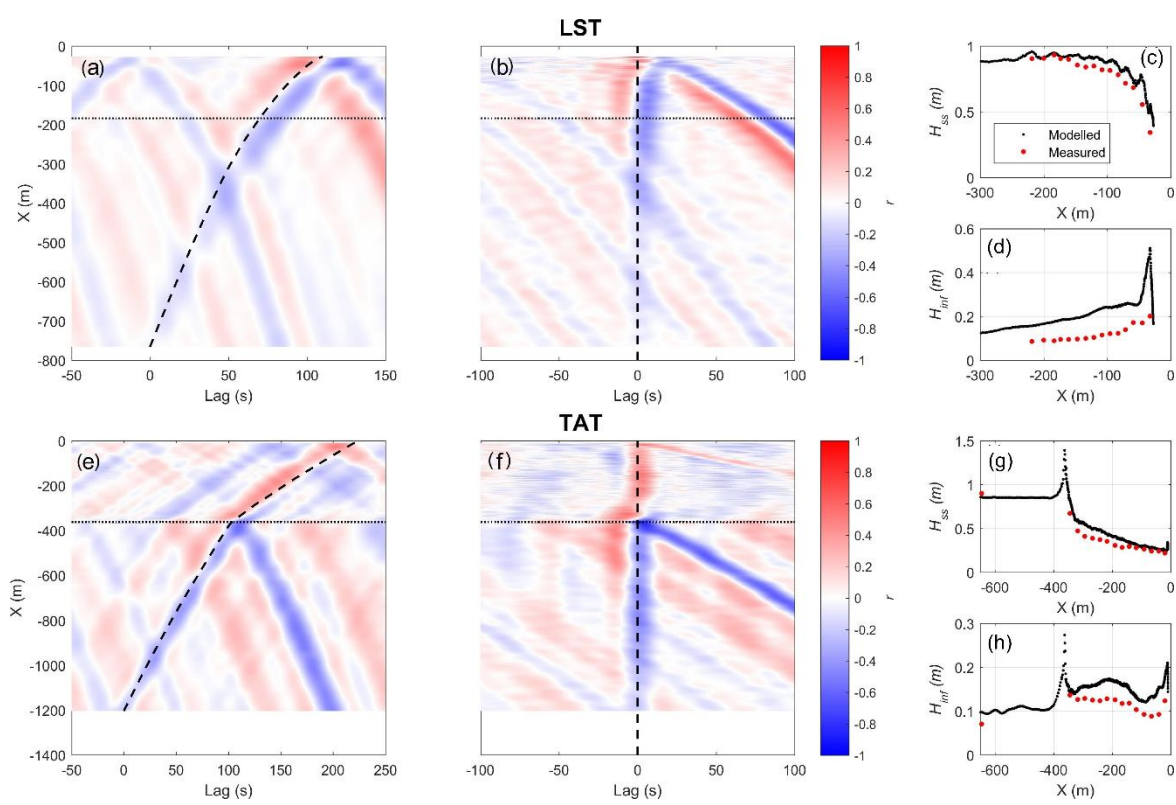 LST
(a)
0
-100
-200
-300
-400
-500
-600
-700
-800
X (m)
-50 0 50 100 150
Lag (s)
(b)
-100 -50 0 50 100
Lag (s)
1
0.8
0.6
0.4
0.2
0
-0.2
-0.4
-0.6
-0.8
-1
r
(c)
1
0.5
0
Hss (m)
Modelled
Measured
-300 -200 -100 0
X (m)
(d)
0.6
0.4
0.2
0
Hinf (m)
-300 -200 -100 0
X (m)
TAT
(e)
0
-200
-400
-600
-800
-1000
-1200
-1400
X (m)
-50 0 50 100 150 200 250
Lag (s)
(f)
-100 -50 0 50 100
Lag (s)
1
0.8
0.6
0.4
0.2
0
-0.2
-0.4
-0.6
-0.8
-1
r
(g)
1.5
1
0.5
0
Hss (m)
-600 -400 -200 0
X (m)
(h)
0.3
0.2
0.1
0
Hinf (m)
-600 -400 -200 0
X (m)